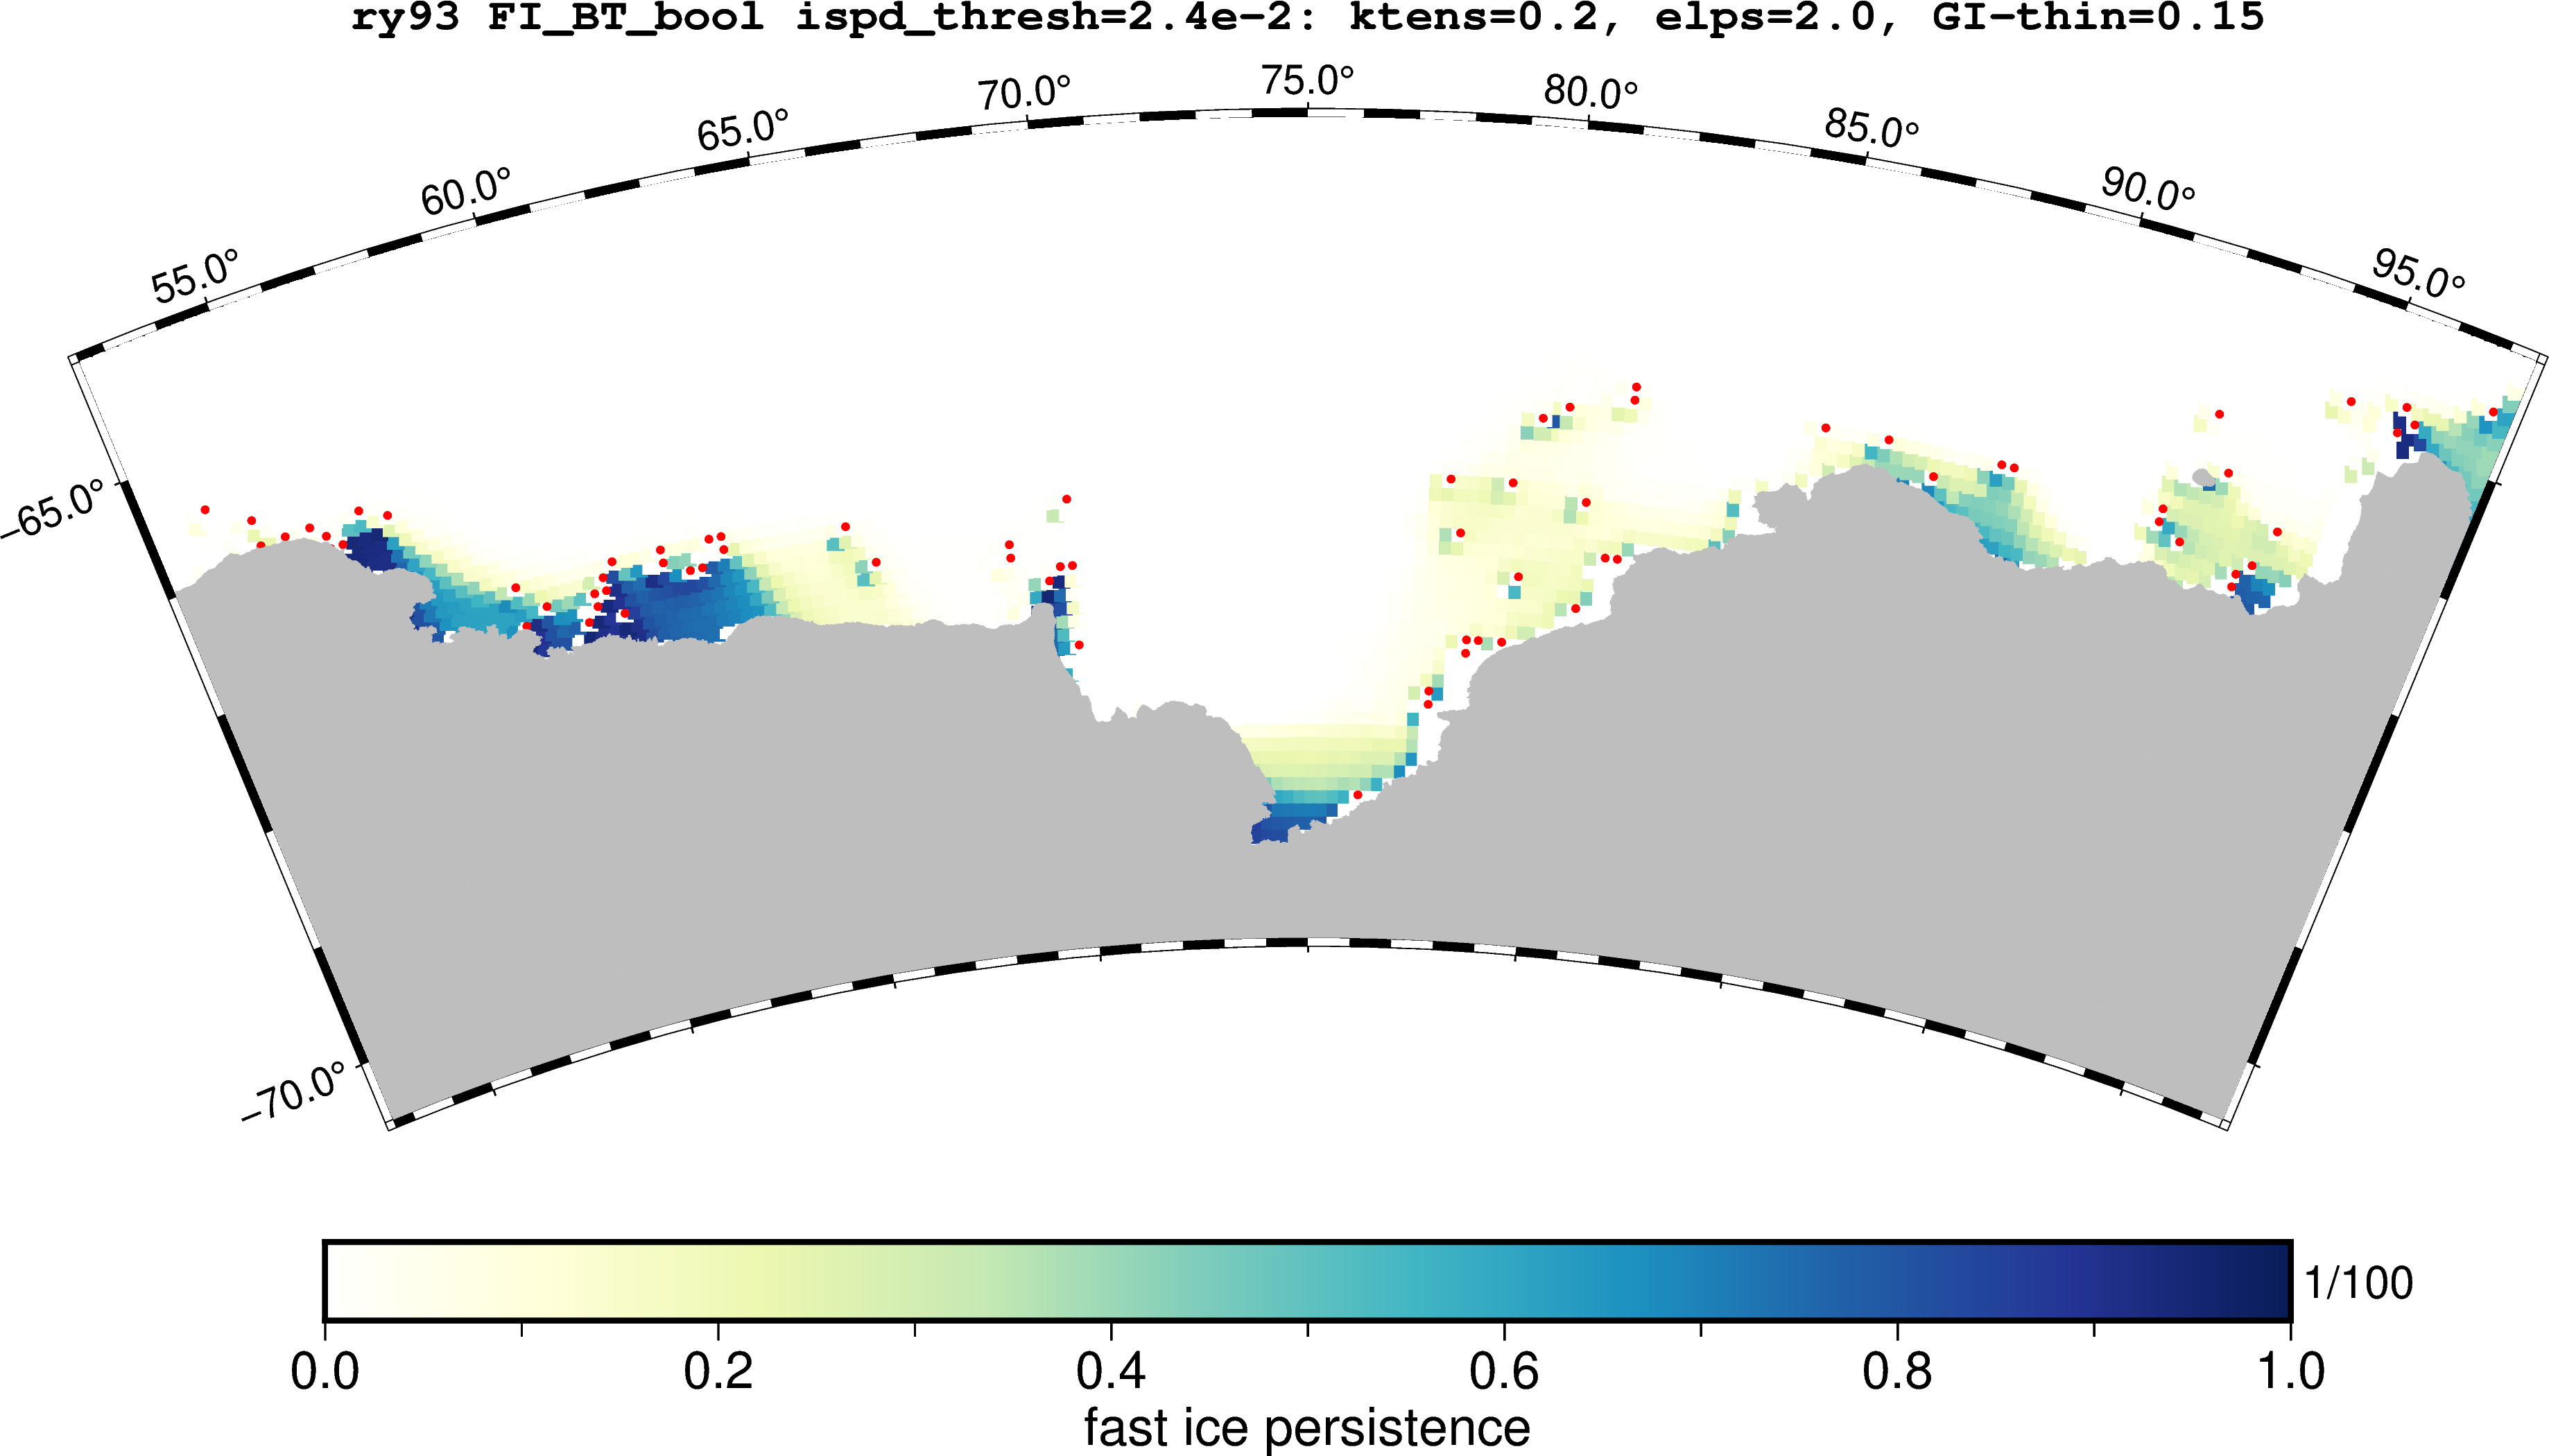 ry93 FI_BT_bool ispd_thresh=2.4e-2: ktens=0.2, elps=2.0, GI-thin=0.15
55.0° 60.0° 65.0° 70.0° 75.0° 80.0° 85.0° 90.0° 95.0°
-65.0°
-70.0°
1/100
0.0 0.2 0.4 0.6 0.8 1.0
fast ice persistence